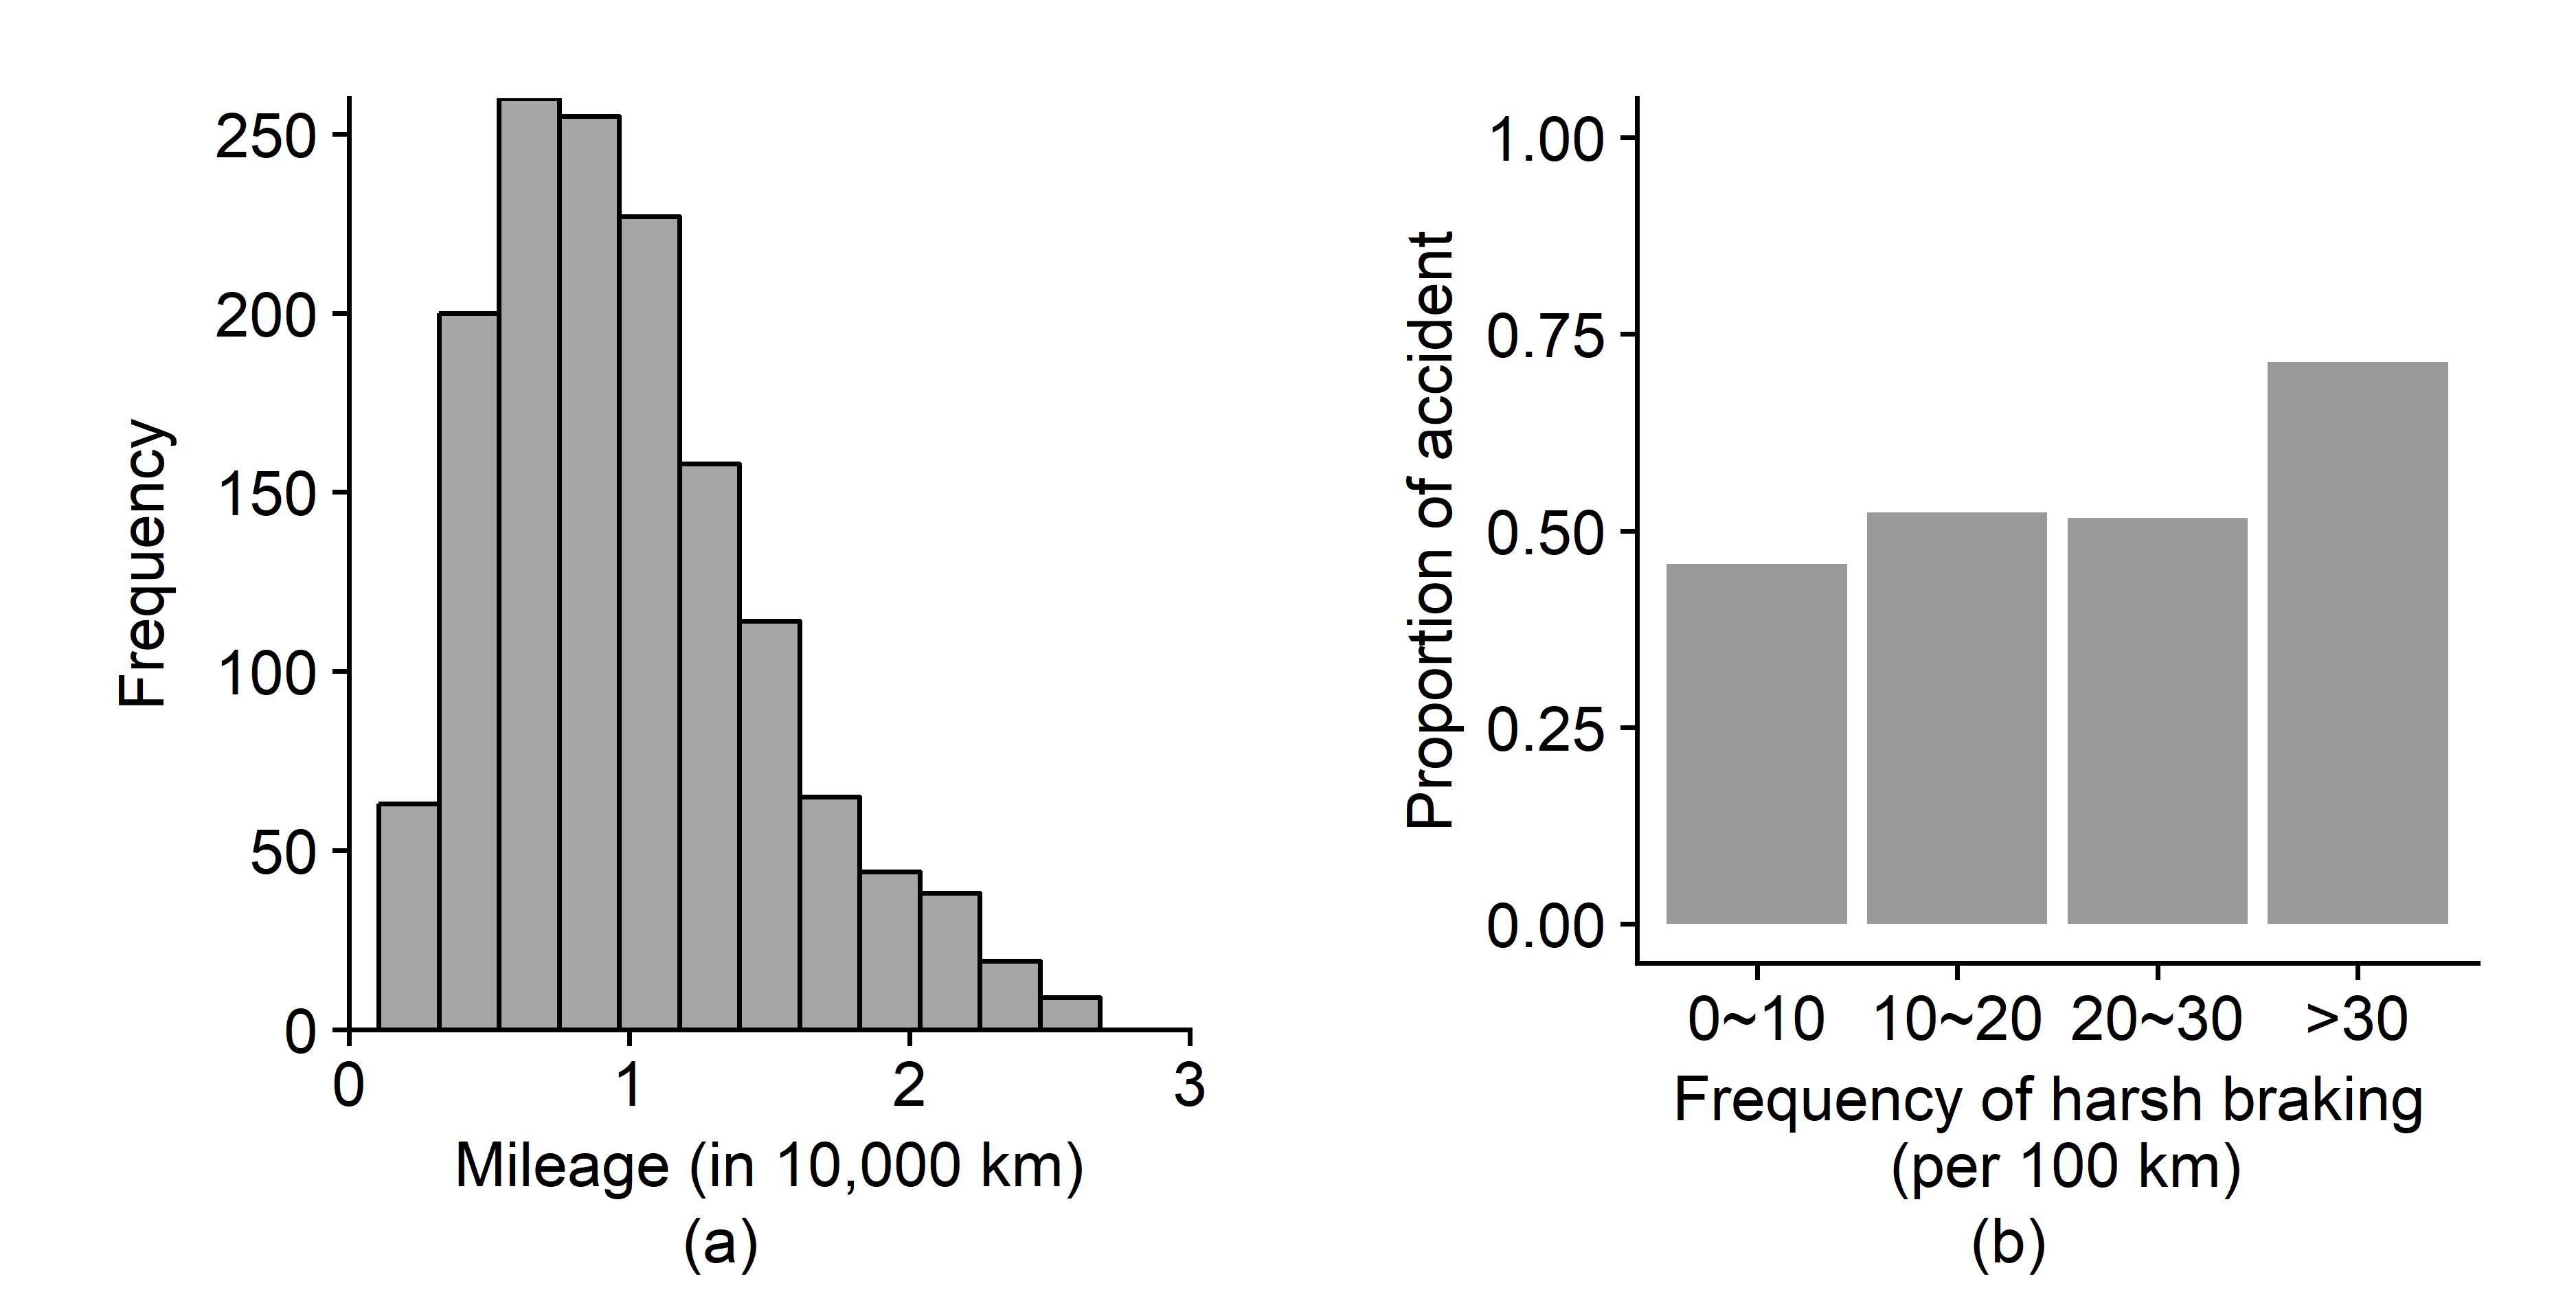 Frequency
250
200
150
100
50
0
0 1 2 3
Mileage (in 10,000 km)
(a)
Proportion of accident
1.00
0.75
0.50
0.25
0.00
0~10 10~20 20~30 >30
Frequency of harsh braking
(per 100 km)
(b)